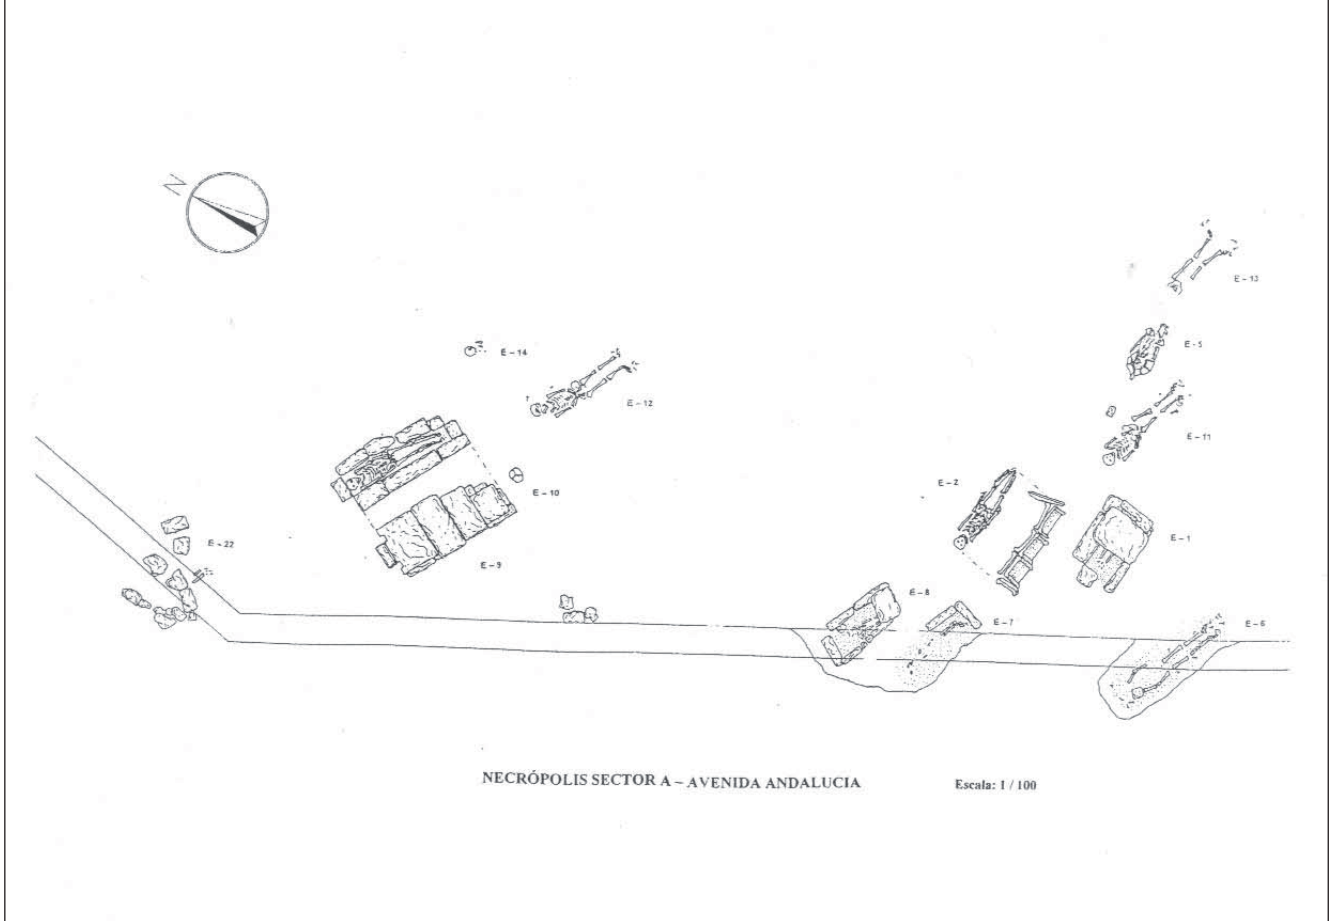 N
E – 13
E - 5
E – 14
E – 12
E – 11
E – 2
E – 10
E – 1
E – 22
E – 9
E – 8
E – 7
E – 6
NECRÓPOLIS SECTOR A – AVENIDA ANDALUCIA
Escala: 1 / 100